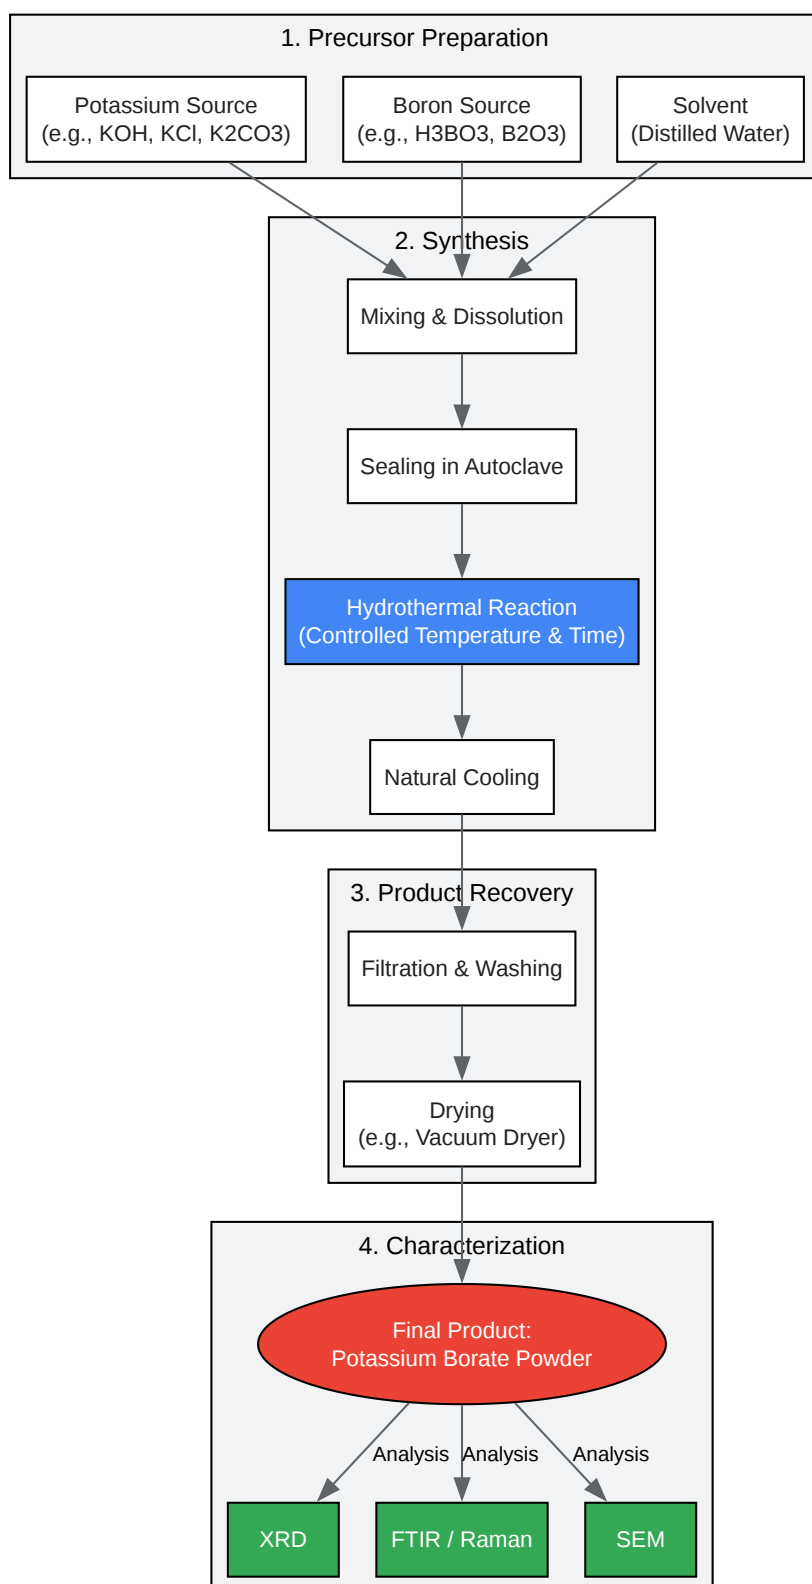 1. Precursor Preparation
Potassium Source
(e.g., KOH, KCl, K2CO3)
Boron Source
(e.g., H3BO3, B2O3)
Solvent
(Distilled Water)
2. Synthesis
Mixing & Dissolution
Sealing in Autoclave
Hydrothermal Reaction
(Controlled Temperature & Time)
Natural Cooling
3. Product Recovery
Filtration & Washing
Drying
(e.g., Vacuum Dryer)
4. Characterization
Final Product:
Potassium Borate Powder
Analysis
Analysis
Analysis
XRD
FTIR / Raman
SEM